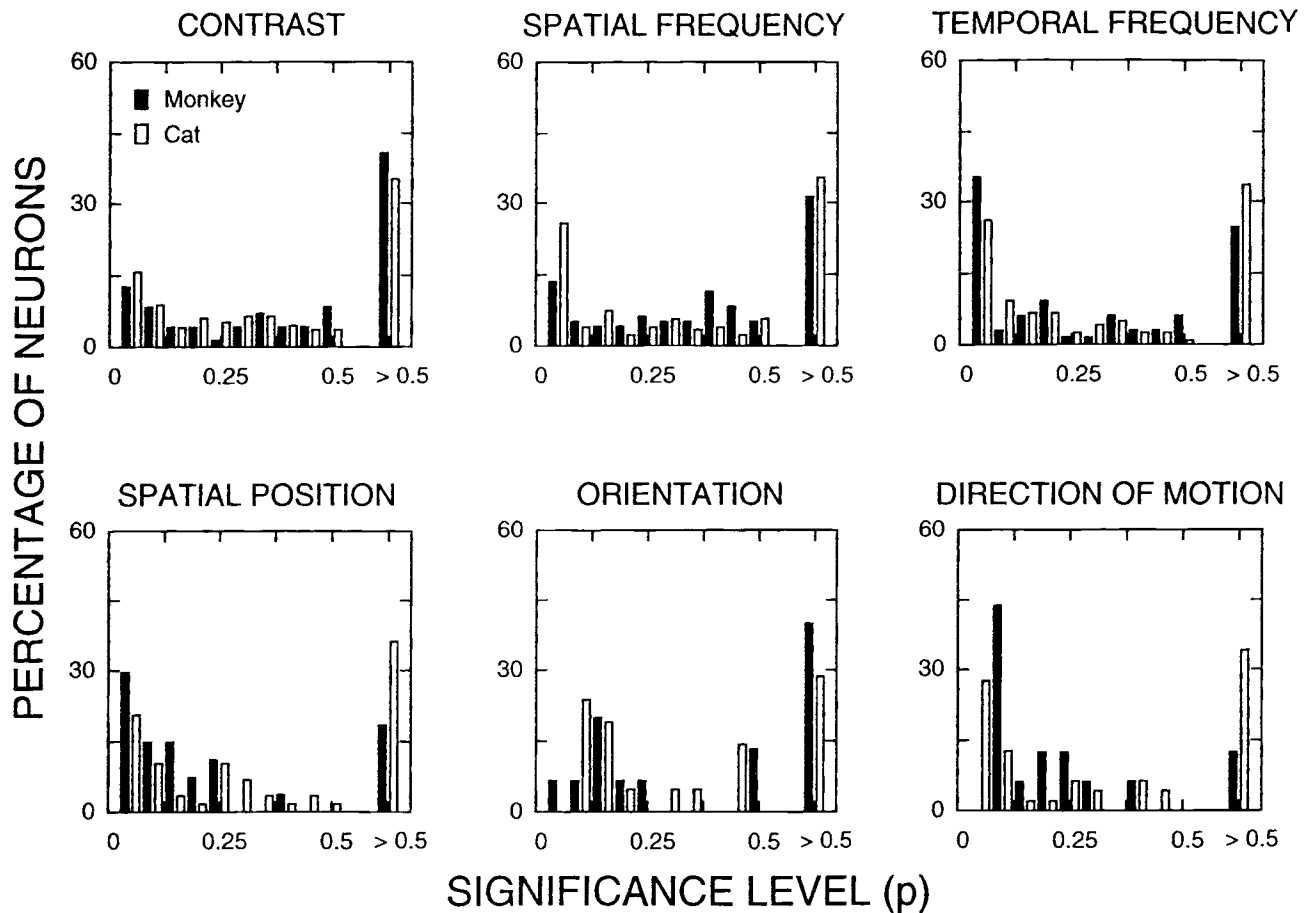 CONTRAST
SPATIAL FREQUENCY
TEMPORAL FREQUENCY
60
30
0
Monkey
Cat
0 0.25 0.5 > 0.5
60
30
0
0 0.25 0.5 > 0.5
60
30
0
0 0.25 0.5 > 0.5
PERCENTAGE OF NEURONS
SPATIAL POSITION
ORIENTATION
DIRECTION OF MOTION
60
30
0
0 0.25 0.5 > 0.5
60
30
0
0 0.25 0.5 > 0.5
60
30
0
0 0.25 0.5 > 0.5
SIGNIFICANCE LEVEL (p)